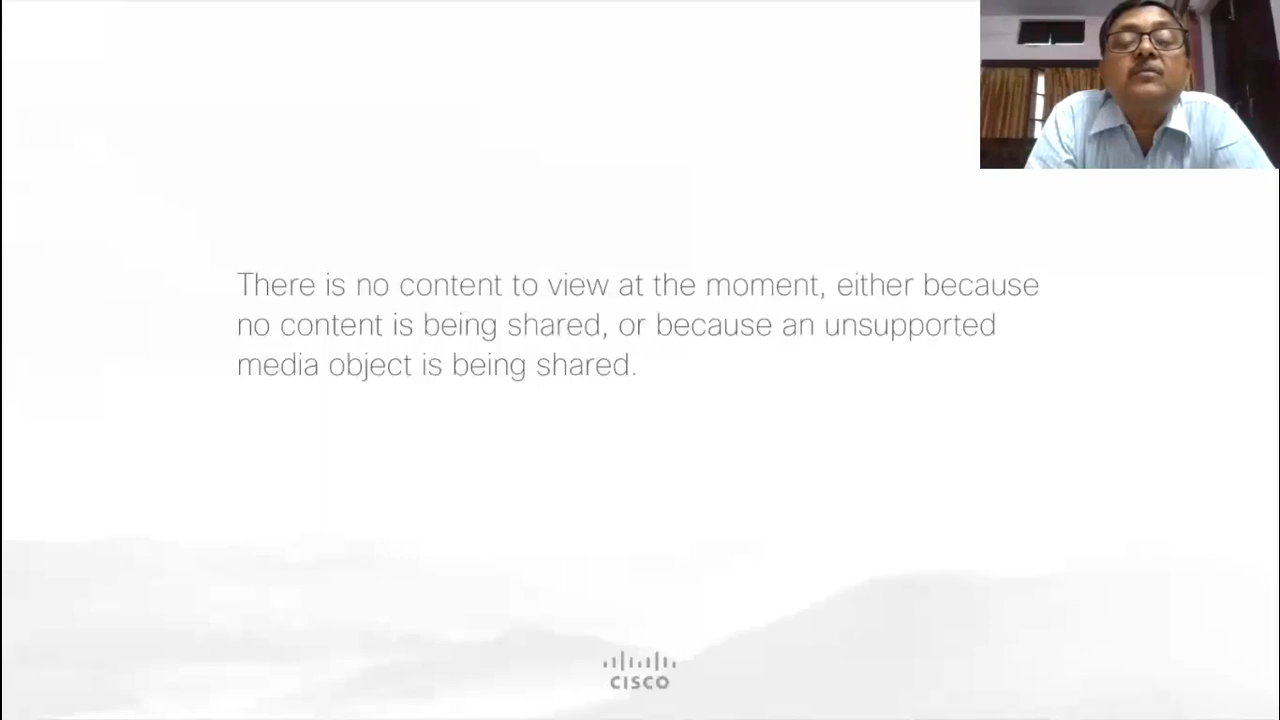 There is no content to view at the moment, either because
no content is being shared, or because an unsupported
media object is being shared.
CISCO